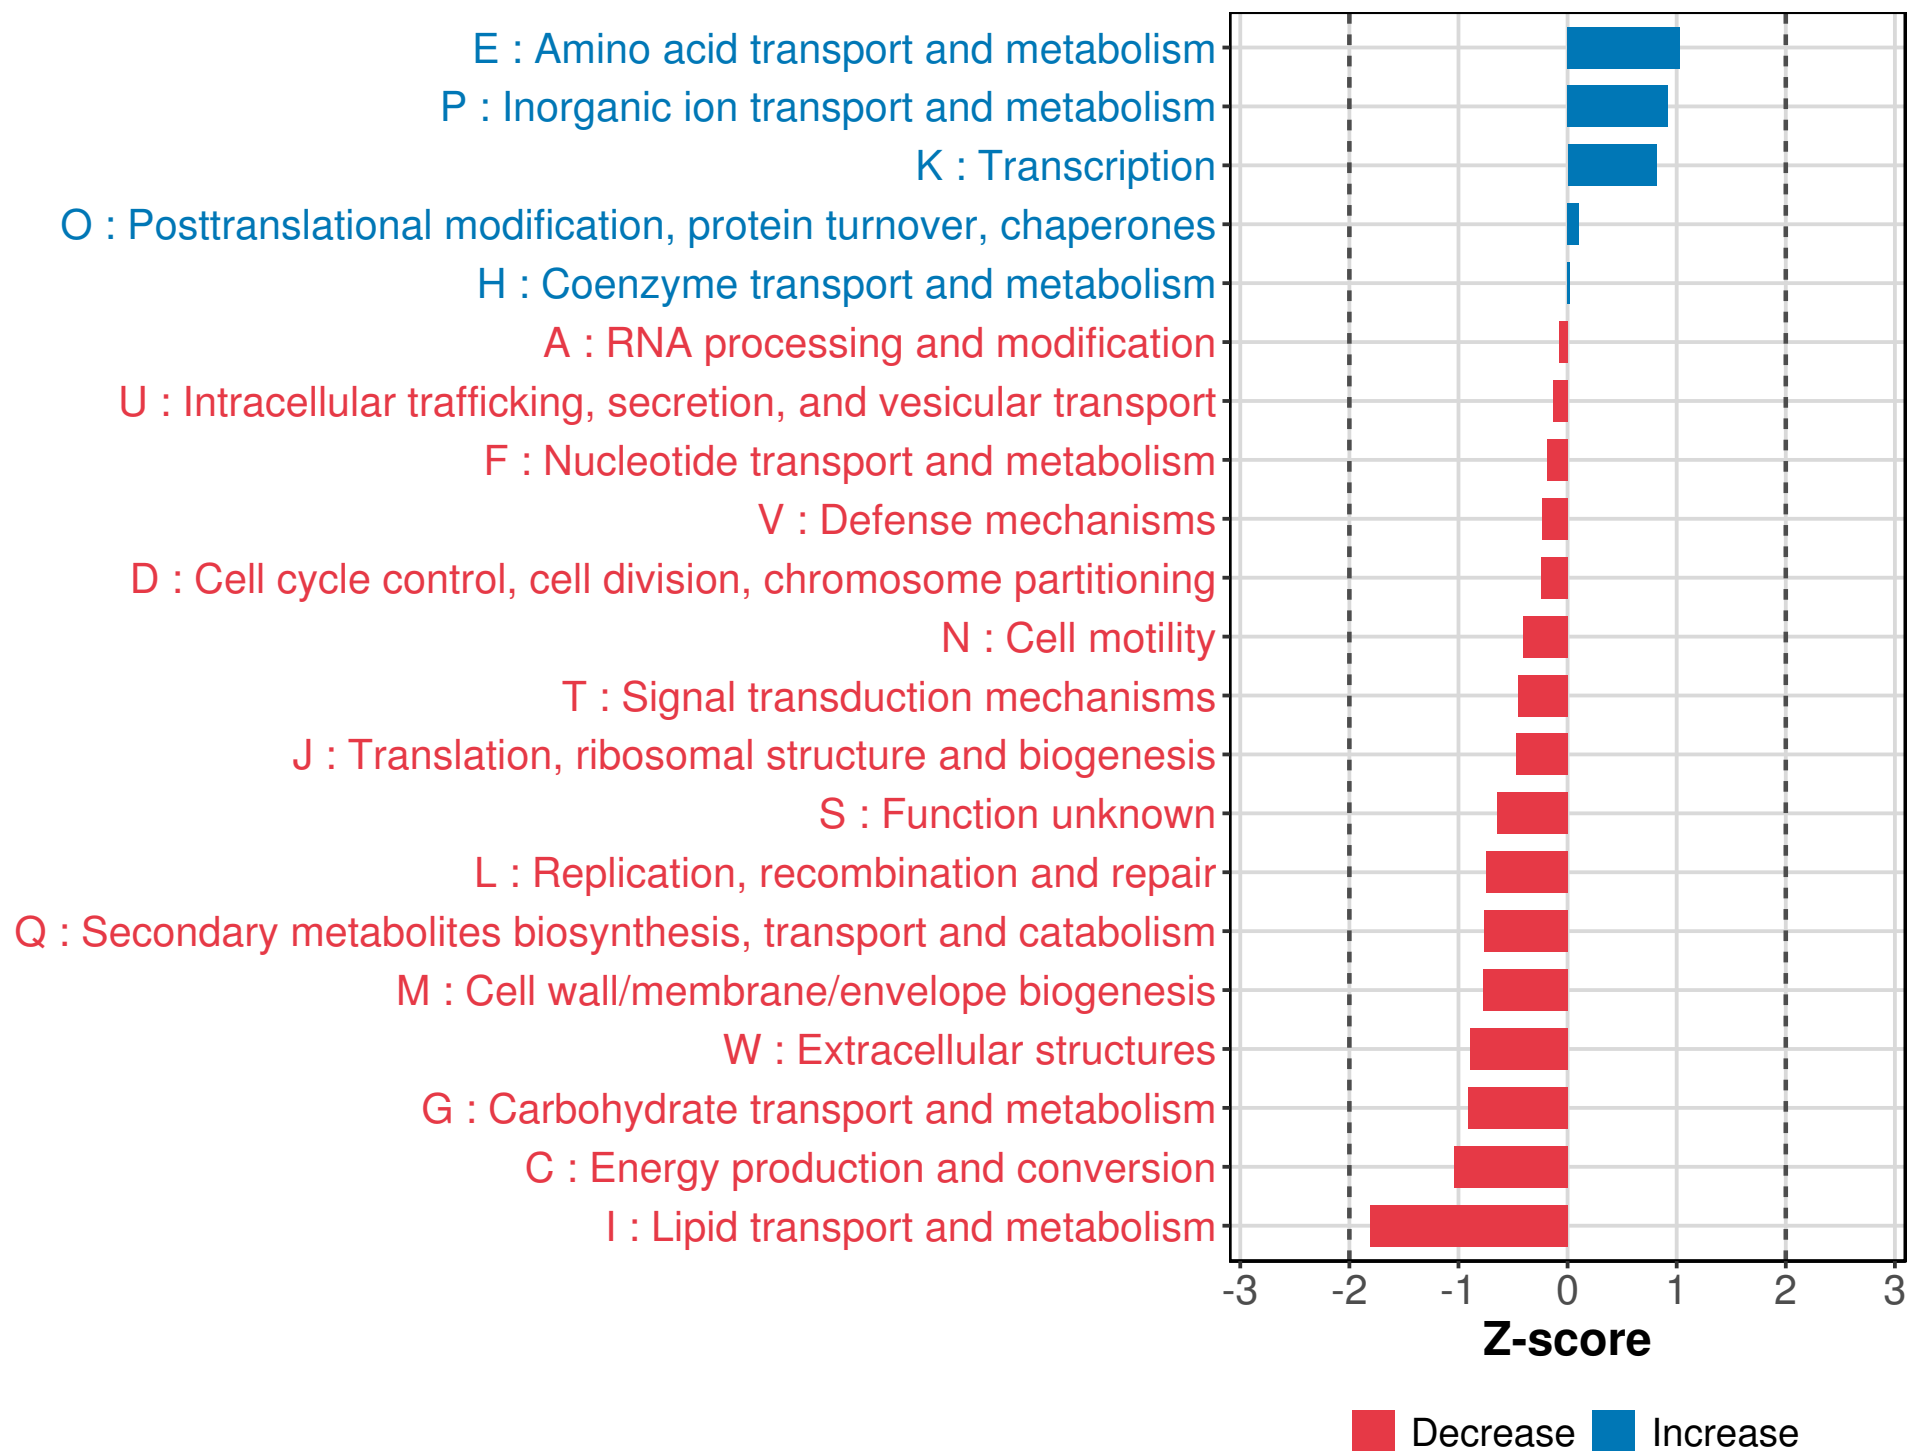 E : Amino acid transport and metabolism
P : Inorganic ion transport and metabolism
K : Transcription
O : Posttranslational modification, protein turnover, chaperones
H : Coenzyme transport and metabolism
A : RNA processing and modification
U : Intracellular trafficking, secretion, and vesicular transport
F : Nucleotide transport and metabolism
V : Defense mechanisms
D : Cell cycle control, cell division, chromosome partitioning
N : Cell motility
T : Signal transduction mechanisms
J : Translation, ribosomal structure and biogenesis
S : Function unknown
L : Replication, recombination and repair
Q : Secondary metabolites biosynthesis, transport and catabolism
M : Cell wall/membrane/envelope biogenesis
W : Extracellular structures
G : Carbohydrate transport and metabolism
C : Energy production and conversion
I : Lipid transport and metabolism
-3 -2 -1 0 1 2 3
Z-score
Decrease Increase